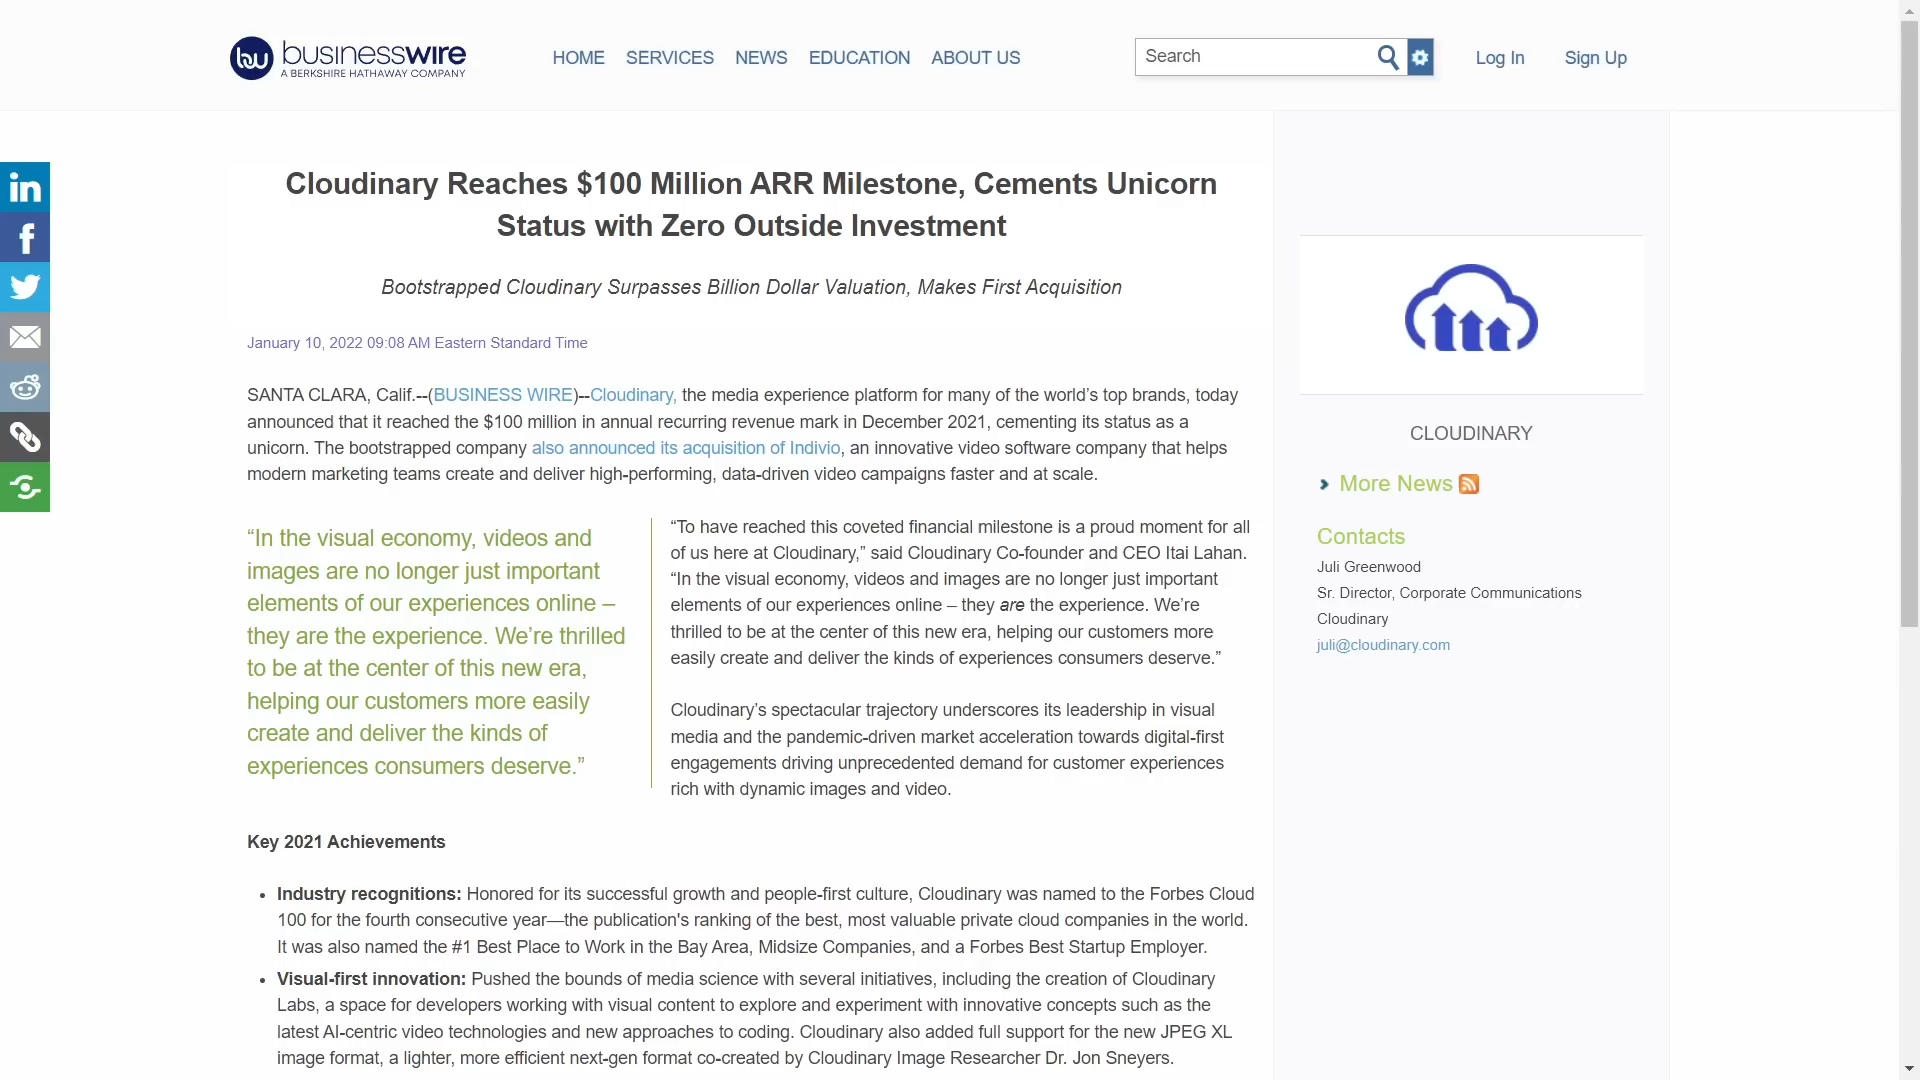 businesswire
A BERKSHIRE HATHAWAY COMPANY
HOME SERVICES NEWS EDUCATION ABOUT US
Search
Log In Sign Up
Cloudinary Reaches $100 Million ARR Milestone, Cements Unicorn
Status with Zero Outside Investment
Bootstrapped Cloudinary Surpasses Billion Dollar Valuation, Makes First Acquisition
January 10, 2022 09:08 AM Eastern Standard Time
SANTA CLARA, Calif.--(BUSINESS WIRE)--Cloudinary, the media experience platform for many of the world’s top brands, today
announced that it reached the $100 million in annual recurring revenue mark in December 2021, cementing its status as a
unicorn. The bootstrapped company also announced its acquisition of Indivio, an innovative video software company that helps
modern marketing teams create and deliver high-performing, data-driven video campaigns faster and at scale.
“In the visual economy, videos and
images are no longer just important
elements of our experiences online –
they are the experience. We’re thrilled
to be at the center of this new era,
helping our customers more easily
create and deliver the kinds of
experiences consumers deserve.”
“To have reached this coveted financial milestone is a proud moment for all
of us here at Cloudinary,” said Cloudinary Co-founder and CEO Itai Lahan.
“In the visual economy, videos and images are no longer just important
elements of our experiences online – they are the experience. We’re
thrilled to be at the center of this new era, helping our customers more
easily create and deliver the kinds of experiences consumers deserve.”
Cloudinary’s spectacular trajectory underscores its leadership in visual
media and the pandemic-driven market acceleration towards digital-first
engagements driving unprecedented demand for customer experiences
rich with dynamic images and video.
Key 2021 Achievements
• Industry recognitions: Honored for its successful growth and people-first culture, Cloudinary was named to the Forbes Cloud
100 for the fourth consecutive year—the publication's ranking of the best, most valuable private cloud companies in the world.
It was also named the #1 Best Place to Work in the Bay Area, Midsize Companies, and a Forbes Best Startup Employer.
• Visual-first innovation: Pushed the bounds of media science with several initiatives, including the creation of Cloudinary
Labs, a space for developers working with visual content to explore and experiment with innovative concepts such as the
latest AI-centric video technologies and new approaches to coding. Cloudinary also added full support for the new JPEG XL
image format, a lighter, more efficient next-gen format co-created by Cloudinary Image Researcher Dr. Jon Sneyers.
CLOUDINARY
More News
Contacts
Juli Greenwood
Sr. Director, Corporate Communications
Cloudinary
juli@cloudinary.com